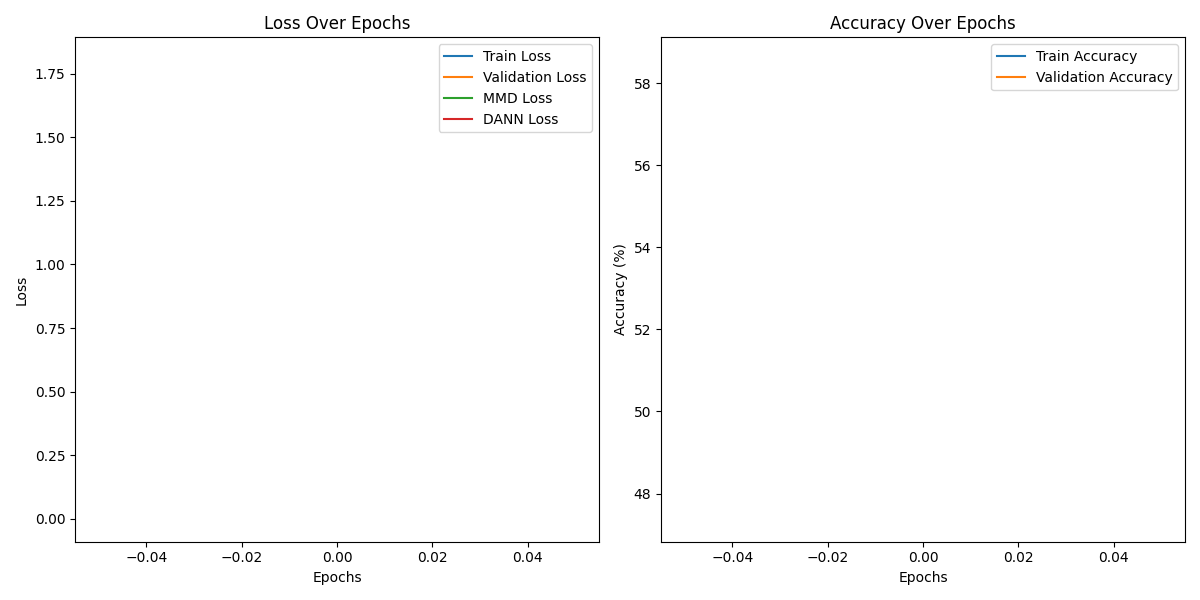 Loss Over Epochs
Train Loss
Validation Loss
MMD Loss
DANN Loss
1.75
1.50
1.25
1.00
0.75
0.50
0.25
0.00
Loss
−0.04 −0.02 0.00 0.02 0.04
Epochs
Accuracy Over Epochs
Train Accuracy
Validation Accuracy
58
56
54
52
50
48
Accuracy (%)
−0.04 −0.02 0.00 0.02 0.04
Epochs